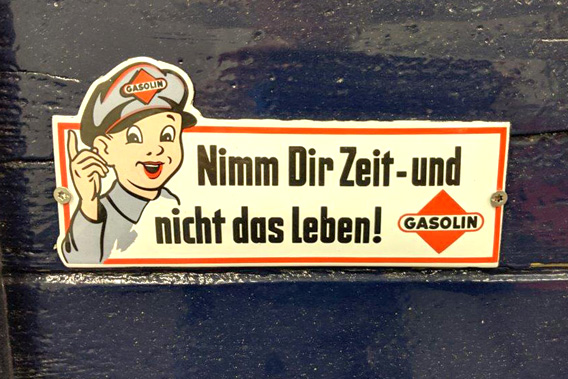 GASOLIN
Nimm Dir Zeit-und
nicht das Leben!
GASOLIN